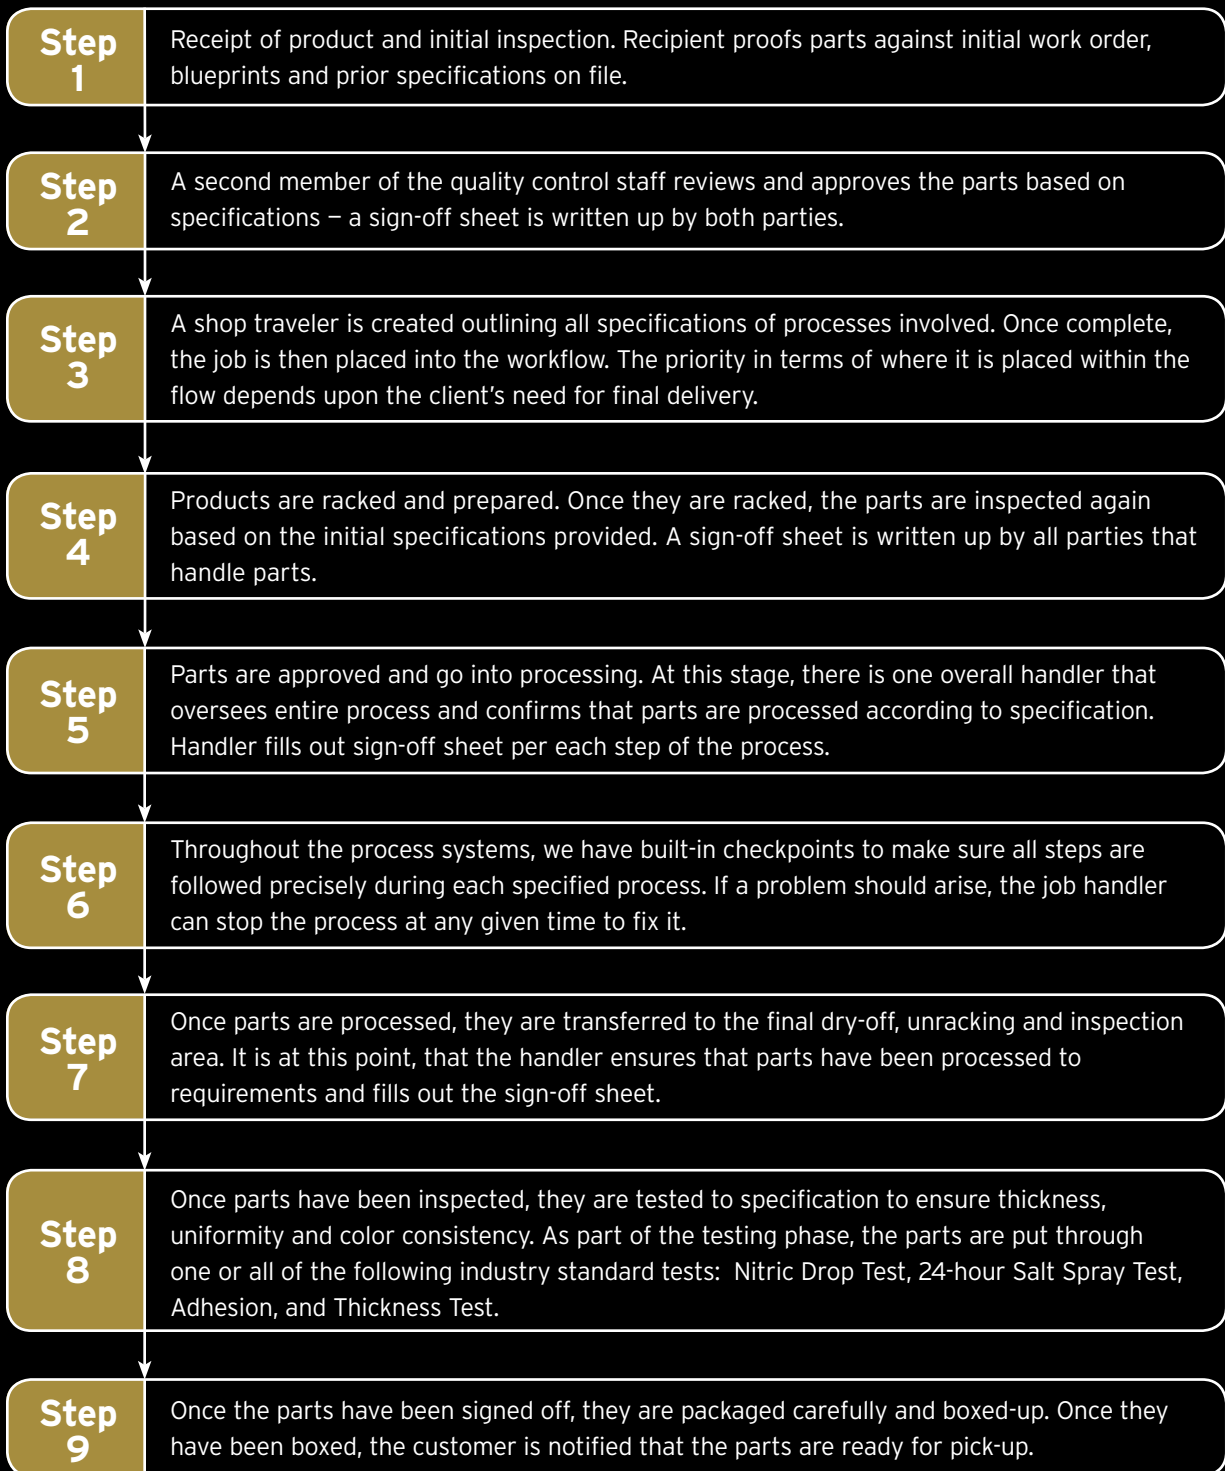 Step
1
Receipt of product and initial inspection. Recipient proofs parts against initial work order,
blueprints and prior specifications on file.
Step
2
A second member of the quality control staff reviews and approves the parts based on
specifications – a sign-off sheet is written up by both parties.
Step
3
A shop traveler is created outlining all specifications of processes involved. Once complete,
the job is then placed into the workflow. The priority in terms of where it is placed within the
flow depends upon the client's need for final delivery.
Step
4
Products are racked and prepared. Once they are racked, the parts are inspected again
based on the initial specifications provided. A sign-off sheet is written up by all parties that
handle parts.
Step
5
Parts are approved and go into processing. At this stage, there is one overall handler that
oversees entire process and confirms that parts are processed according to specification.
Handler fills out sign-off sheet per each step of the process.
Step
6
Throughout the process systems, we have built-in checkpoints to make sure all steps are
followed precisely during each specified process. If a problem should arise, the job handler
can stop the process at any given time to fix it.
Step
7
Once parts are processed, they are transferred to the final dry-off, unracking and inspection
area. It is at this point, that the handler ensures that parts have been processed to
requirements and fills out the sign-off sheet.
Step
8
Once parts have been inspected, they are tested to specification to ensure thickness,
uniformity and color consistency. As part of the testing phase, the parts are put through
one or all of the following industry standard tests:  Nitric Drop Test, 24-hour Salt Spray Test,
Adhesion, and Thickness Test.
Step
9
Once the parts have been signed off, they are packaged carefully and boxed-up. Once they
have been boxed, the customer is notified that the parts are ready for pick-up.